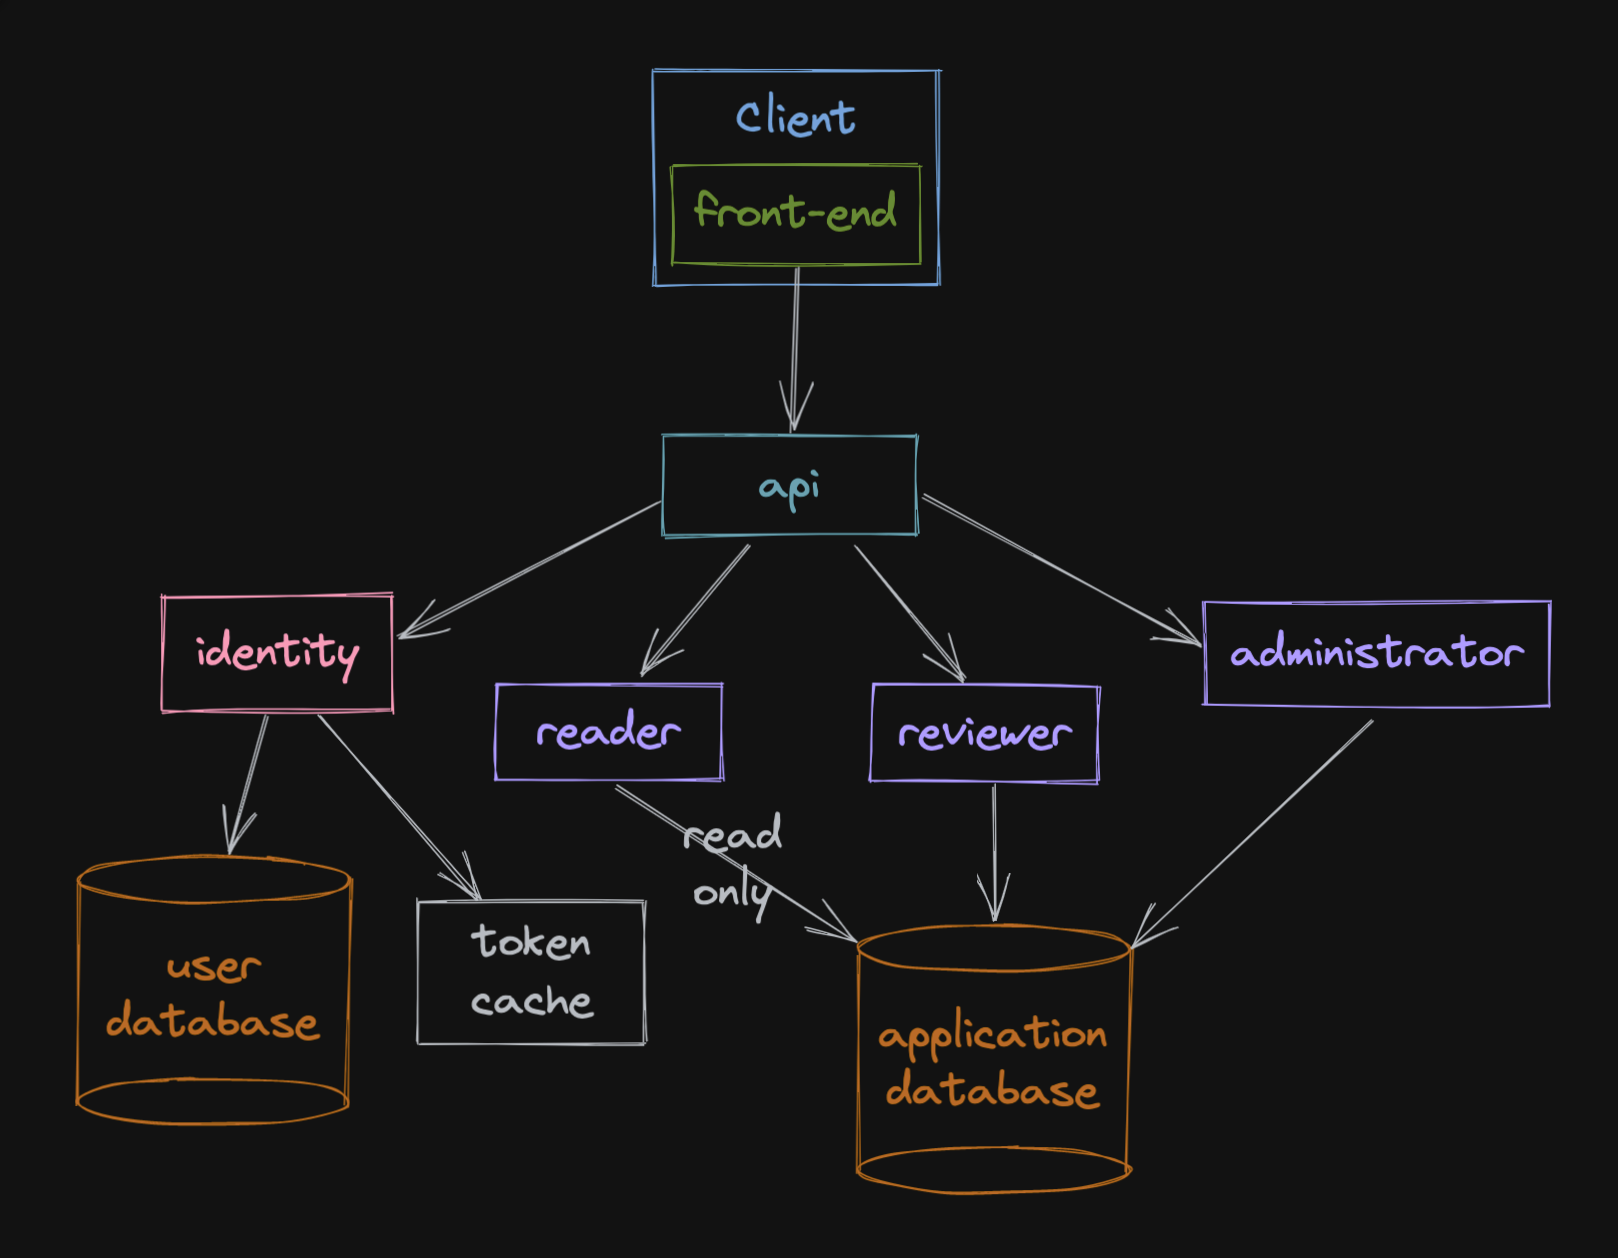 Client
front-end
api
identity
administrator
reader
reviewer
read
only
token
cache
user
database
application
database